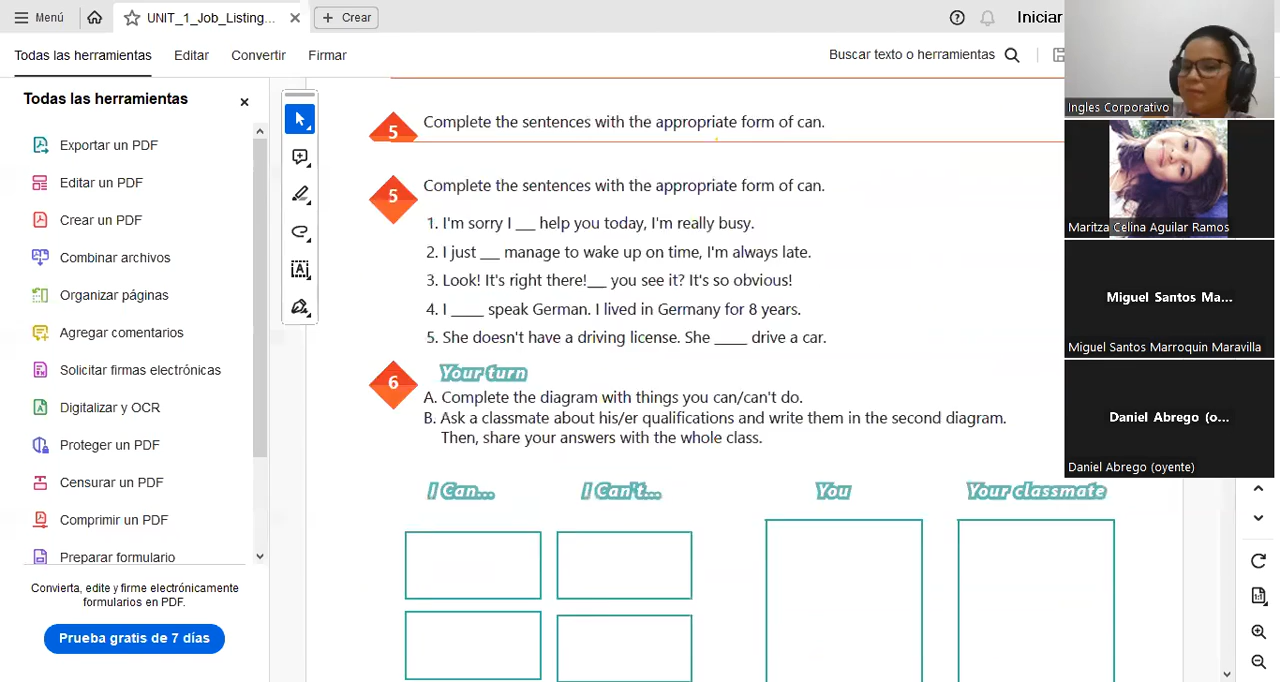 Menú
UNIT_1_Job_Listing...
Crear
Iniciar
Todas las herramientas
Editar
Convertir
Firmar
Buscar texto o herramientas
Todas las herramientas
Exportar un PDF
Editar un PDF
Crear un PDF
Combinar archivos
Organizar páginas
Agregar comentarios
Solicitar firmas electrónicas
Digitalizar y OCR
Proteger un PDF
Censurar un PDF
Comprimir un PDF
Preparar formulario
Convierta, edite y firme electrónicamente
formularios en PDF.
Prueba gratis de 7 días
5 Complete the sentences with the appropriate form of can.
5 Complete the sentences with the appropriate form of can.
1. I'm sorry I ___ help you today, I'm really busy.
2. I just ___ manage to wake up on time, I'm always late.
3. Look! It's right there!___ you see it? It's so obvious!
4. I _____ speak German. I lived in Germany for 8 years.
5. She doesn't have a driving license. She _____ drive a car.
6 Your turn
A. Complete the diagram with things you can/can't do.
B. Ask a classmate about his/er qualifications and write them in the second diagram.
Then, share your answers with the whole class.
I Can...
I Can't...
You
Your classmate
Ingles Corporativo
Maritza Celina Aguilar Ramos
Miguel Santos Ma...
Miguel Santos Marroquin Maravilla
Daniel Abrego (o...
Daniel Abrego (oyente)
1:1